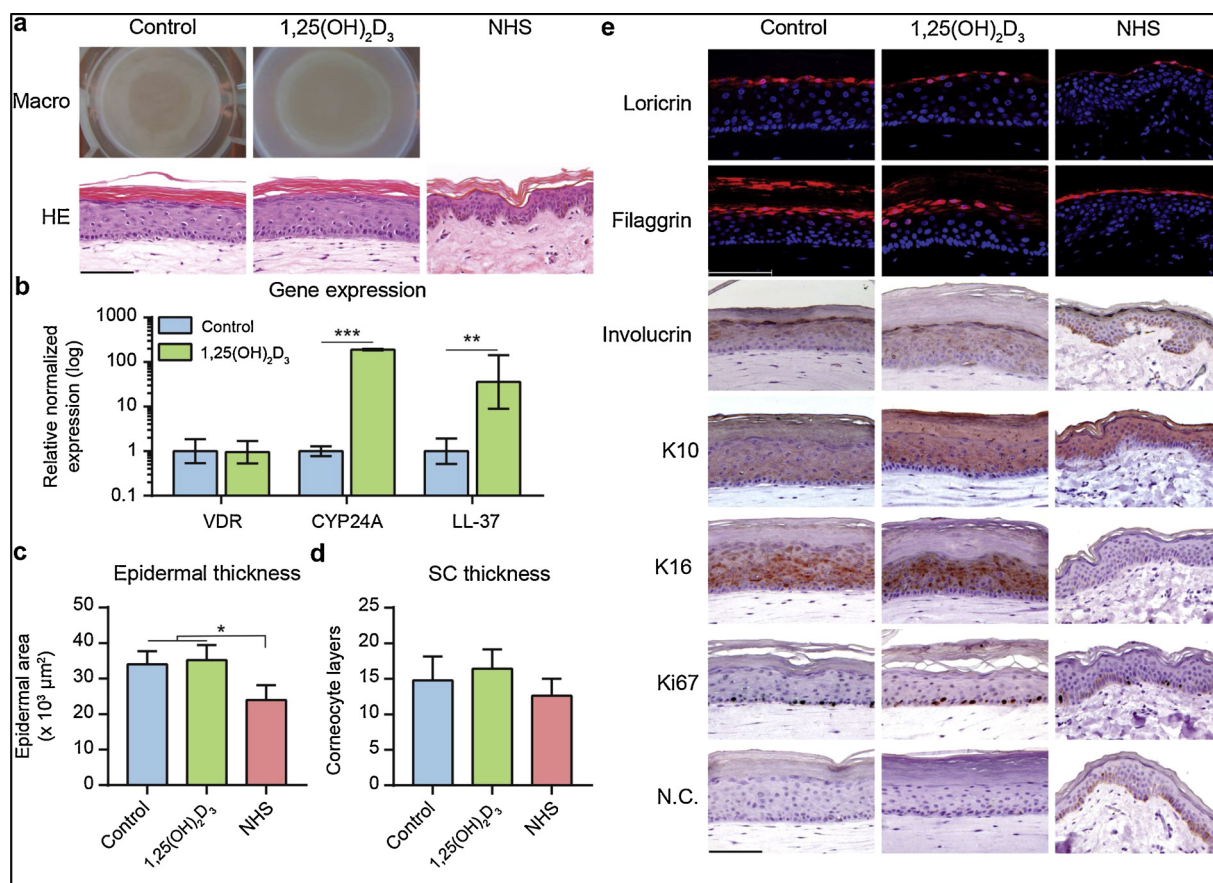 a
Control
1,25(OH)₂D₃
NHS
Macro
HE
b
Gene expression
Relative normalized
expression (log)
1000
100
10
1
0.1
Control
1,25(OH)₂D₃
***
**
VDR
CYP24A
LL-37
c
Epidermal thickness
Epidermal area
(x 10³ µm²)
50
40
30
20
10
0
*
Control
1,25(OH)₂D₃
NHS
d
SC thickness
Corneocyte layers
25
20
15
10
5
0
Control
1,25(OH)₂D₃
NHS
e
Control
1,25(OH)₂D₃
NHS
Loricrin
Filaggrin
Involucrin
K10
K16
Ki67
N.C.